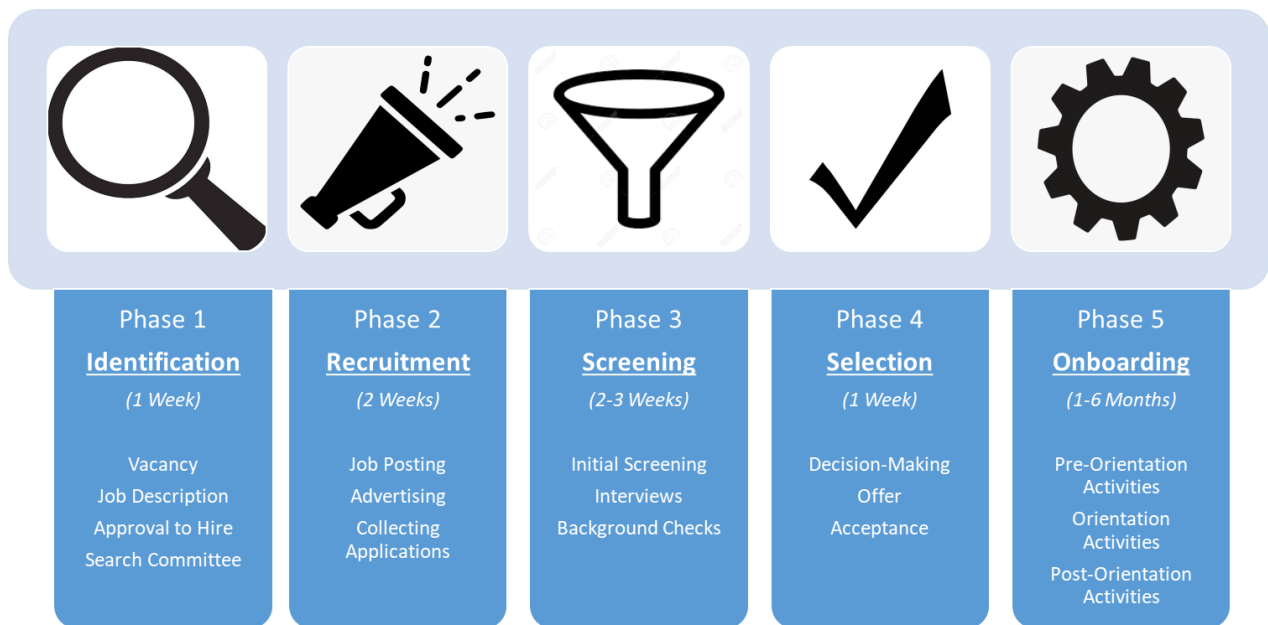 Phase 1
Identification
(1 Week)
Vacancy
Job Description
Approval to Hire
Search Committee
Phase 2
Recruitment
(2 Weeks)
Job Posting
Advertising
Collecting
Applications
Phase 3
Screening
(2-3 Weeks)
Initial Screening
Interviews
Background Checks
Phase 4
Selection
(1 Week)
Decision-Making
Offer
Acceptance
Phase 5
Onboarding
(1-6 Months)
Pre-Orientation
Activities
Orientation
Activities
Post-Orientation
Activities